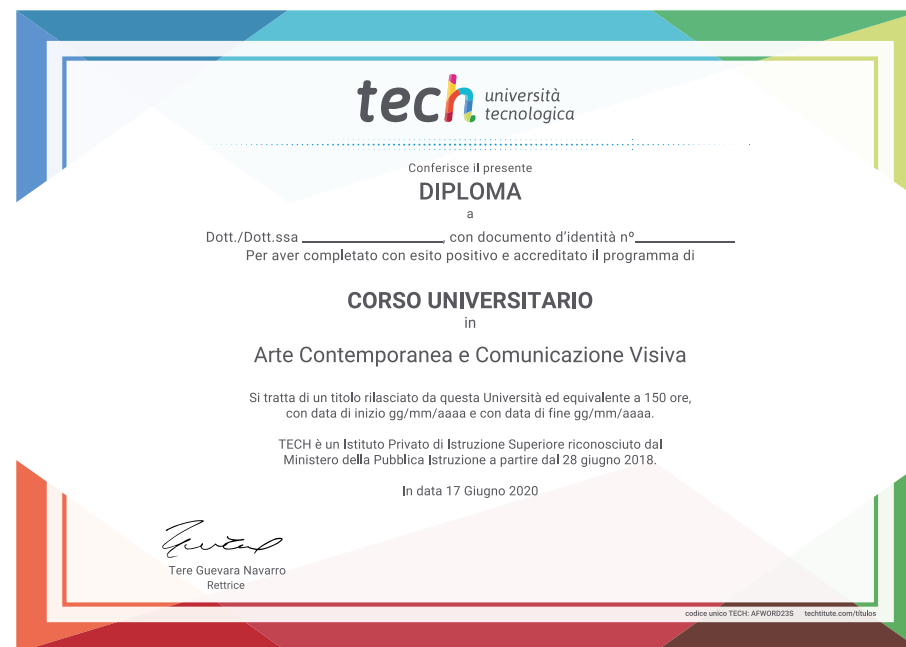 tech università
tecnologica
Conferisce il presente
DIPLOMA
a
Dott./Dott.ssa ____________________, con documento d'identità nº______________
Per aver completato con esito positivo e accreditato il programma di
CORSO UNIVERSITARIO
in
Arte Contemporanea e Comunicazione Visiva
Si tratta di un titolo rilasciato da questa Università ed equivalente a 150 ore,
con data di inizio gg/mm/aaaa e con data di fine gg/mm/aaaa.
TECH è un Istituto Privato di Istruzione Superiore riconosciuto dal
Ministero della Pubblica Istruzione a partire dal 28 giugno 2018.
In data 17 Giugno 2020
Tere Guevara Navarro
Rettrice
codice unico TECH: AFWORD23S techtitute.com/títulos